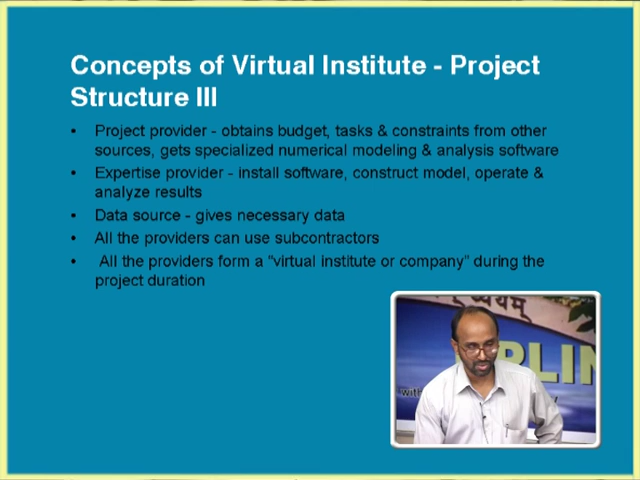 Concepts of Virtual Institute - Project
Structure III
• Project provider - obtains budget, tasks & constraints from other
sources, gets specialized numerical modeling & analysis software
• Expertise provider - install software, construct model, operate &
analyze results
• Data source - gives necessary data
• All the providers can use subcontractors
• All the providers form a “virtual institute or company” during the
project duration